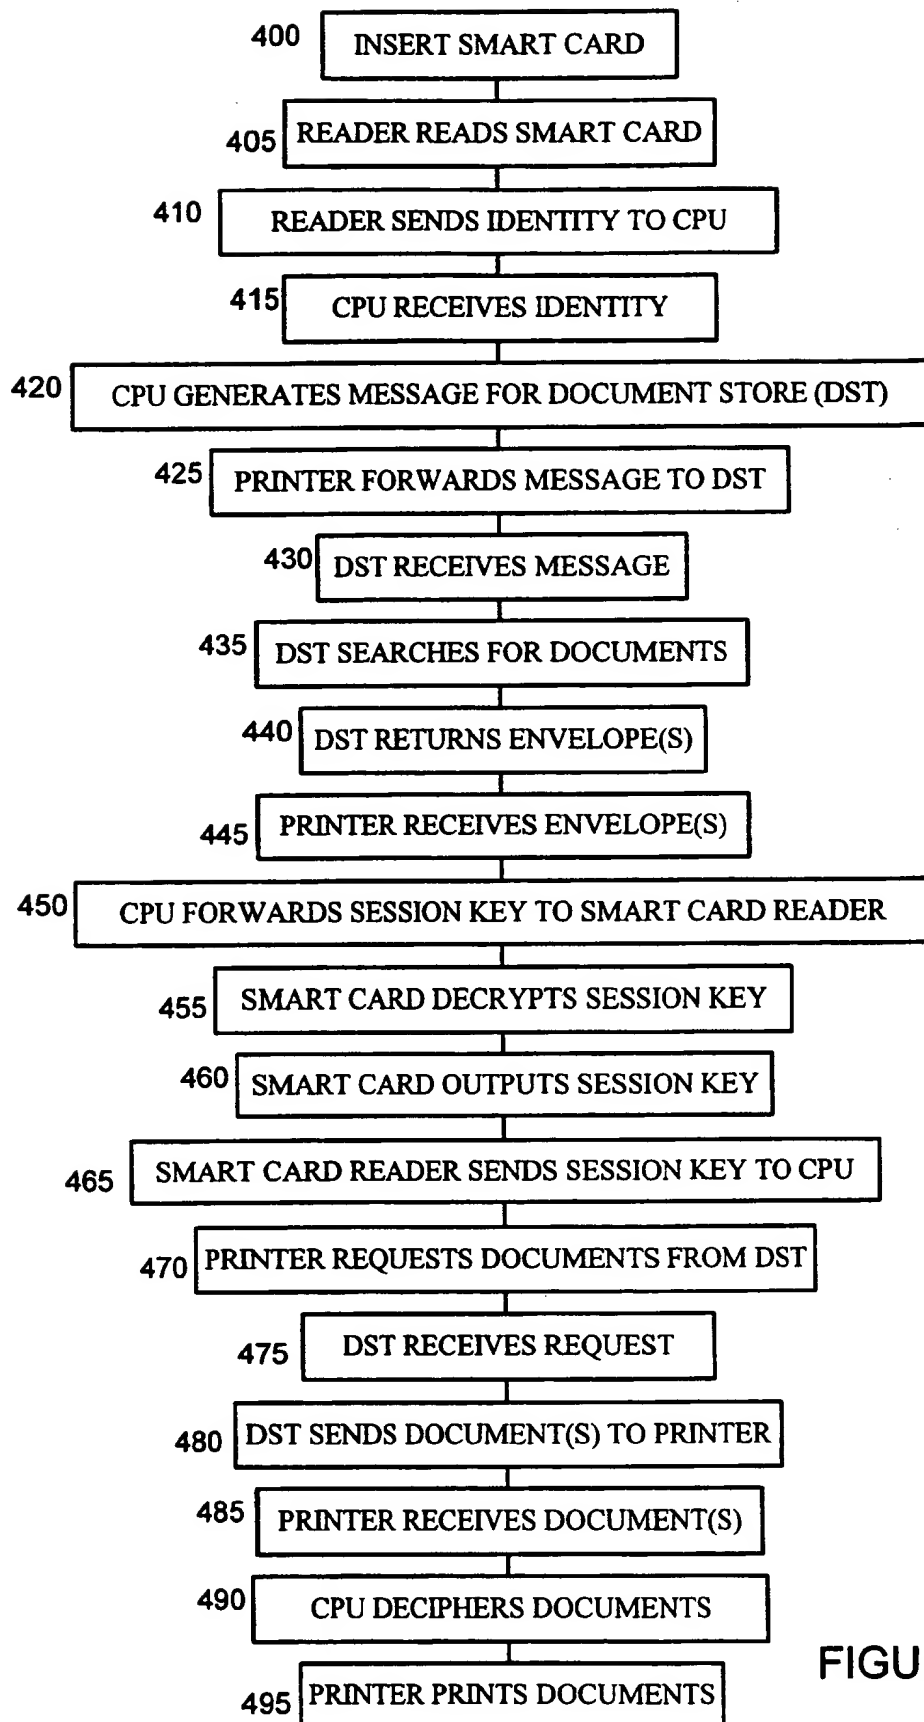 400 INSERT SMART CARD
405 READER READS SMART CARD
410 READER SENDS IDENTITY TO CPU
415 CPU RECEIVES IDENTITY
420 CPU GENERATES MESSAGE FOR DOCUMENT STORE (DST)
425 PRINTER FORWARDS MESSAGE TO DST
430 DST RECEIVES MESSAGE
435 DST SEARCHES FOR DOCUMENTS
440 DST RETURNS ENVELOPE(S)
445 PRINTER RECEIVES ENVELOPE(S)
450 CPU FORWARDS SESSION KEY TO SMART CARD READER
455 SMART CARD DECRYPTS SESSION KEY
460 SMART CARD OUTPUTS SESSION KEY
465 SMART CARD READER SENDS SESSION KEY TO CPU
470 PRINTER REQUESTS DOCUMENTS FROM DST
475 DST RECEIVES REQUEST
480 DST SENDS DOCUMENT(S) TO PRINTER
485 PRINTER RECEIVES DOCUMENT(S)
490 CPU DECIPHERS DOCUMENTS
495 PRINTER PRINTS DOCUMENTS
FIGU